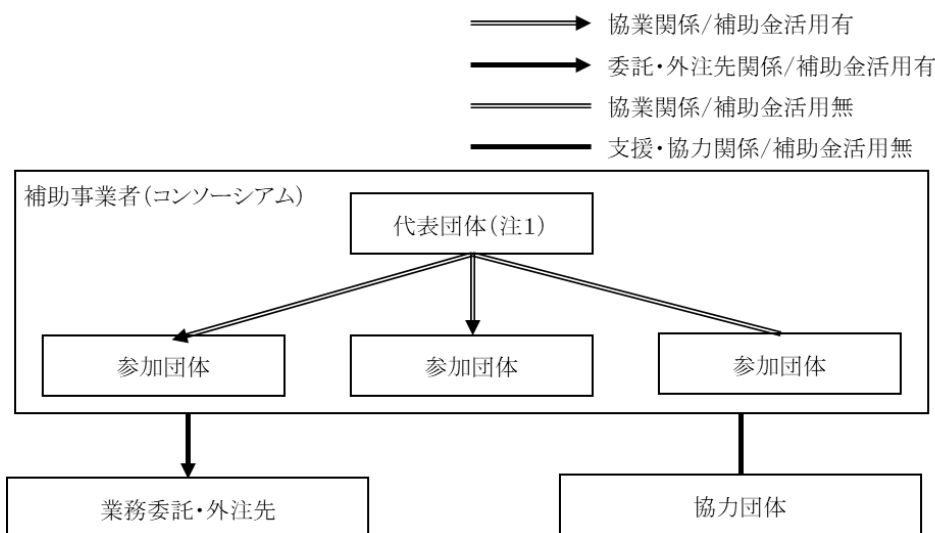 協業関係/補助金活用有
委託・外注先関係/補助金活用有
協業関係/補助金活用無
支援・協力関係/補助金活用無
補助事業者(コンソーシアム)
代表団体(注1)
参加団体
参加団体
参加団体
業務委託・外注先
協力団体